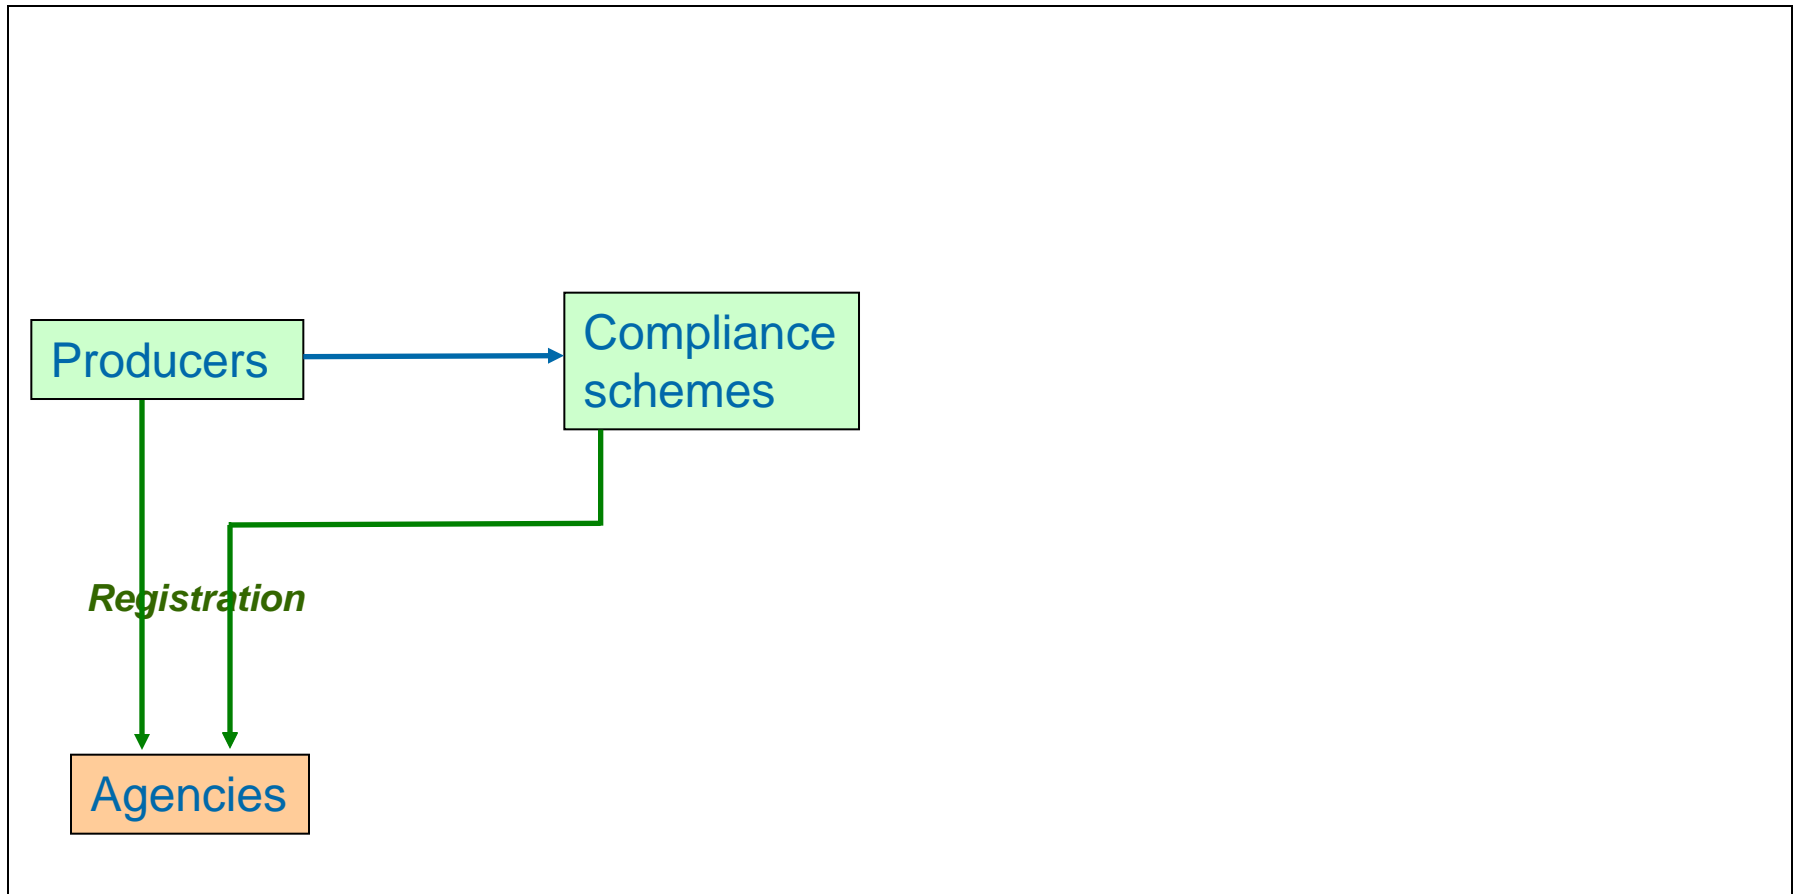 Producers
Compliance
schemes
Registration
Agencies